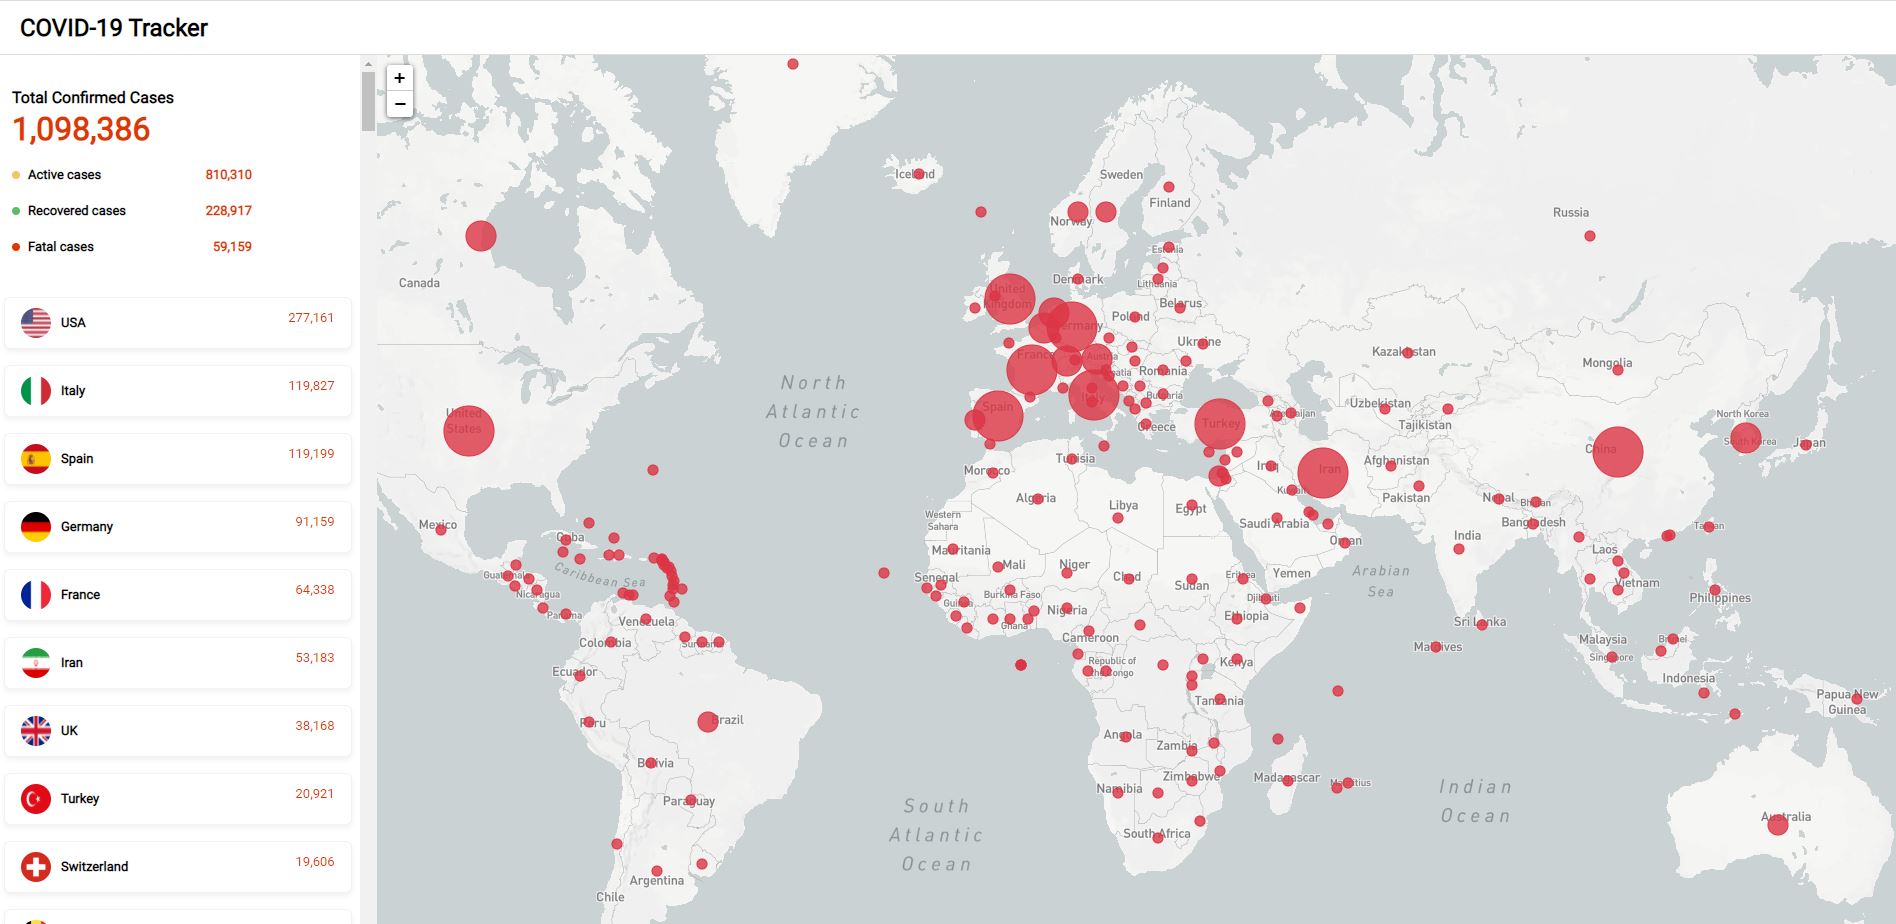 COVID-19 Tracker
Total Confirmed Cases
1,098,386
Active cases 810,310
Recovered cases 228,917
Fatal cases 59,159
USA 277,161
Italy 119,827
Spain 119,199
Germany 91,159
France 64,338
Iran 53,183
UK 38,168
Turkey 20,921
Switzerland 19,606
+
−
Iceland
Sweden
Finland
Norway
Russia
Estonia
Canada
Denmark
Lithuania
United
Kingdom
Belarus
Poland
Germany
Ukraine
France
Austria
Kazakhstan
Mongolia
Romania
North
Atlantic
Ocean
Italy
Bulgaria
Spain
Uzbekistan
Azerbaijan
North Korea
United
States
Turkey
Greece
Tajikistan
South Korea
Japan
China
Tunisia
Morocco
Iraq
Iran
Afghanistan
Kuwait
Algeria
Libya
Egypt
Pakistan
Nepal
Bhutan
Western
Sahara
Saudi Arabia
Bangladesh
Taiwan
Mexico
Cuba
India
Oman
Mauritania
Laos
Mali
Niger
Chad
Sudan
Eritrea
Yemen
Arabian
Sea
Guatemala
Caribbean Sea
Senegal
Vietnam
Nicaragua
Burkina Faso
Djibouti
Philippines
Guinea
Nigeria
Panama
Venezuela
Ghana
Ethiopia
Sri Lanka
Colombia
Suriname
Cameroon
Malaysia
Brunei
Maldives
Singapore
Ecuador
Republic of
the Congo
Kenya
Indonesia
Tanzania
Papua New
Guinea
Peru
Brazil
Angola
Zambia
Bolivia
Zimbabwe
Madagascar
Mauritius
Namibia
Indian
Ocean
Paraguay
South
Atlantic
Ocean
South Africa
Australia
Argentina
Chile